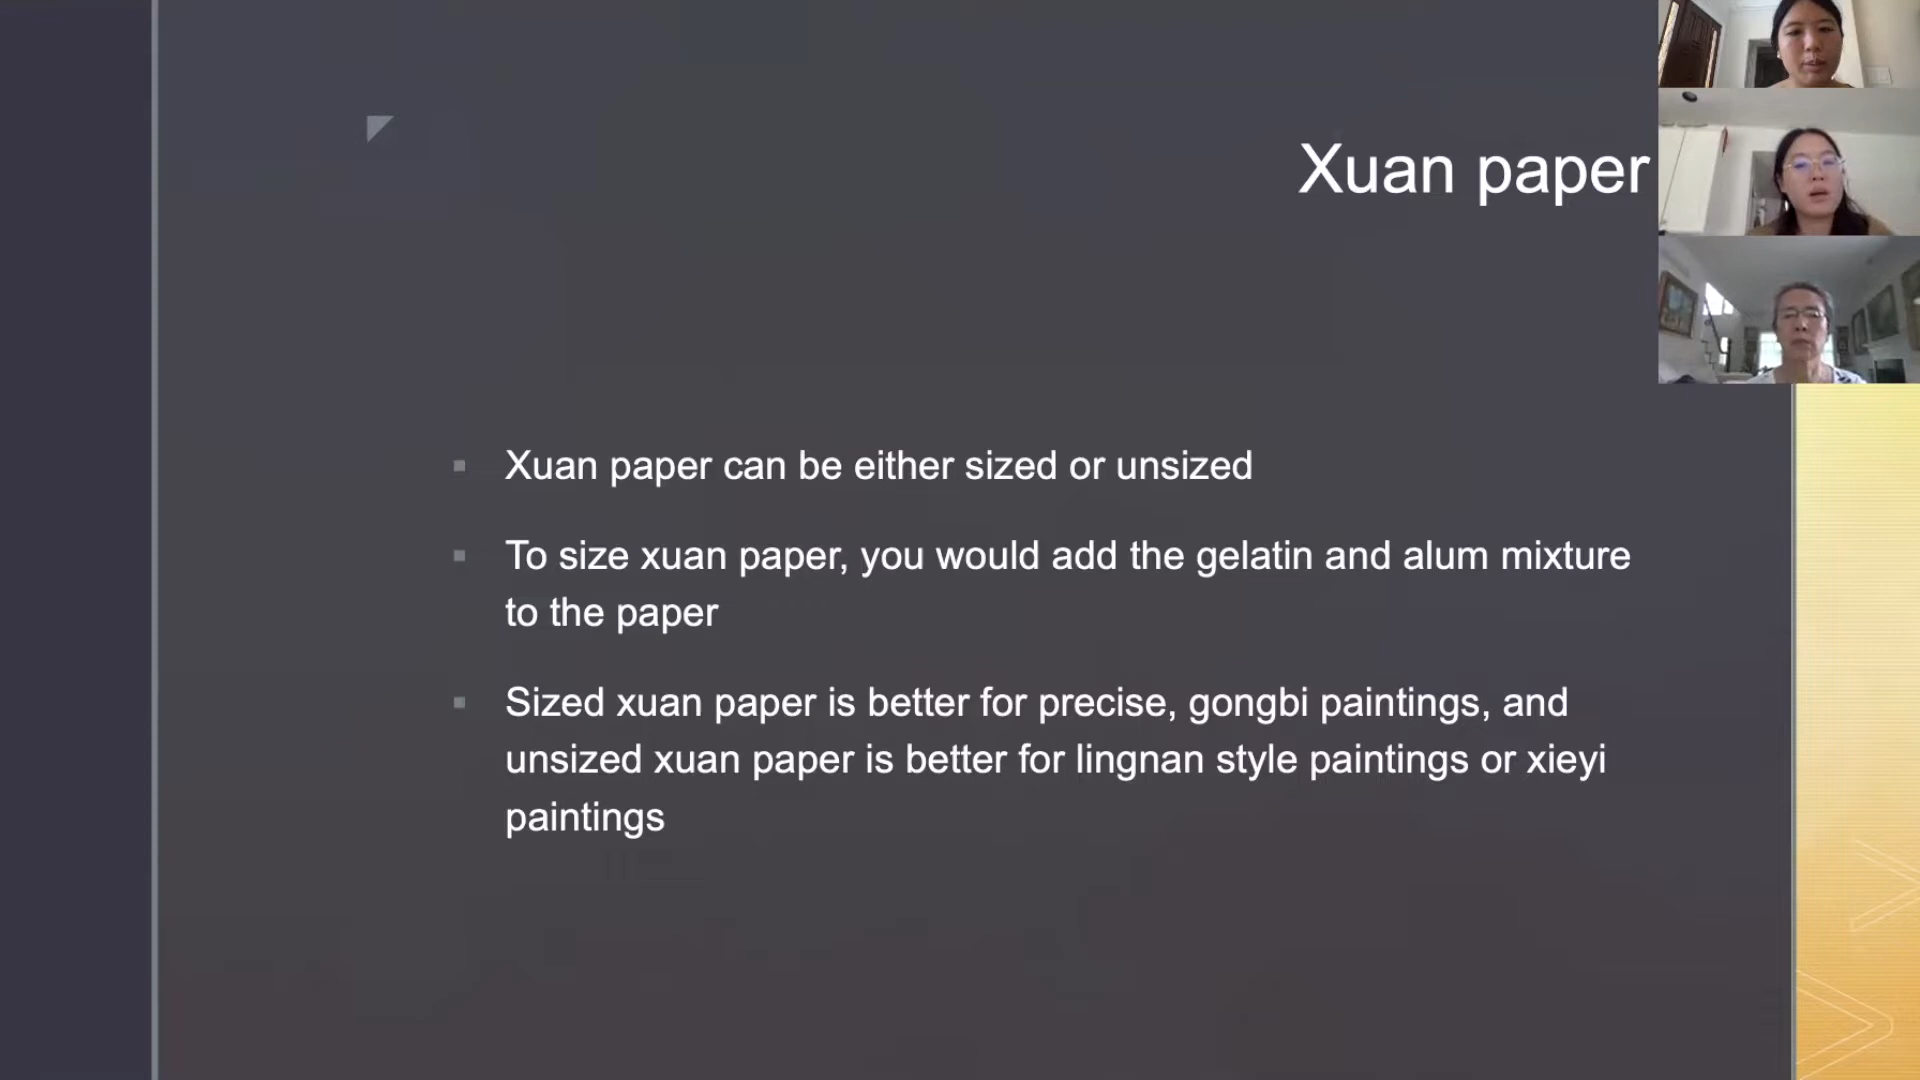 Xuan paper
Xuan paper can be either sized or unsized
To size xuan paper, you would add the gelatin and alum mixture
to the paper
Sized xuan paper is better for precise, gongbi paintings, and
unsized xuan paper is better for lingnan style paintings or xieyi
paintings